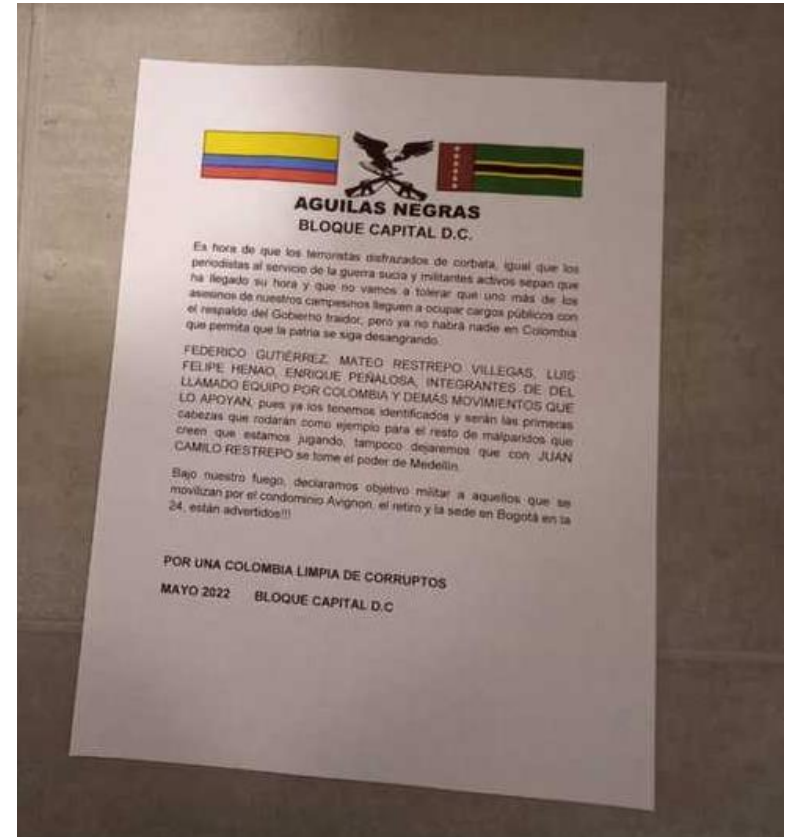 AGUILAS NEGRAS
BLOQUE CAPITAL D.C.
Es hora de que los terroristas disfrazados de corbata, igual que los
periodistas al servicio de la guerra sucia y militantes activos sepan que
ha llegado su hora y que no vamos a tolerar que uno más de los
asesinos de nuestros campesinos lleguen a ocupar cargos públicos con
el respaldo del Gobierno traidor, pero ya no habrá nadie en Colombia
que permita que la patria se siga desangrando.
FEDERICO GUTIÉRREZ, MATEO RESTREPO VILLEGAS, LUIS
FELIPE HENAO, ENRIQUE PEÑALOSA, INTEGRANTES DE DEL
LLAMADO EQUIPO POR COLOMBIA Y DEMÁS MOVIMIENTOS QUE
LO APOYAN, pues ya los tenemos identificados y serán las primeras
cabezas que rodarán como ejemplo para el resto de malparidos que
creen que estamos jugando, tampoco dejaremos que con JUAN
CAMILO RESTREPO se tome el poder de Medellín.
Bajo nuestro fuego, declaramos objetivo militar a aquellos que se
movilizan por el condominio Avignon, el retiro y la sede en Bogotá en la
24, están advertidos!!!
POR UNA COLOMBIA LIMPIA DE CORRUPTOS
MAYO 2022 BLOQUE CAPITAL D.C